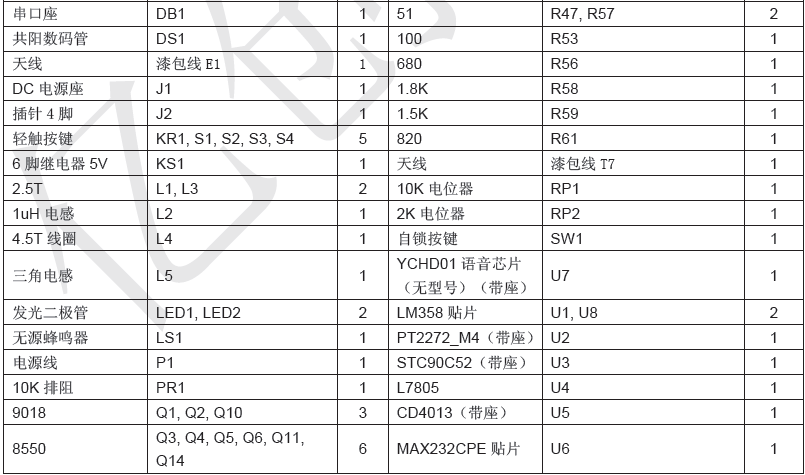 串口座 DB1 1 51 R47, R57 2
共阳数码管 DS1 1 100 R53 1
天线 漆包线 E1 1 680 R56 1
DC 电源座 J1 1 1.8K R58 1
插针 4 脚 J2 1 1.5K R59 1
轻触按键 KR1, S1, S2, S3, S4 5 820 R61 1
6 脚继电器 5V KS1 1 天线 漆包线 T7 1
2.5T L1, L3 2 10K 电位器 RP1 1
1uH 电感 L2 1 2K 电位器 RP2 1
4.5T 线圈 L4 1 自锁按键 SW1 1
三角电感 L5 1 YCHD01 语音芯片 U7 1
（无型号）（带座）
发光二极管 LED1, LED2 2 LM358 贴片 U1, U8 2
无源蜂鸣器 LS1 1 PT2272_M4（带座） U2 1
电源线 P1 1 STC90C52（带座） U3 1
10K 排阻 PR1 1 L7805 U4 1
9018 Q1, Q2, Q10 3 CD4013（带座） U5 1
8550 Q3, Q4, Q5, Q6, Q11, 6 MAX232CPE 贴片 U6 1
Q14